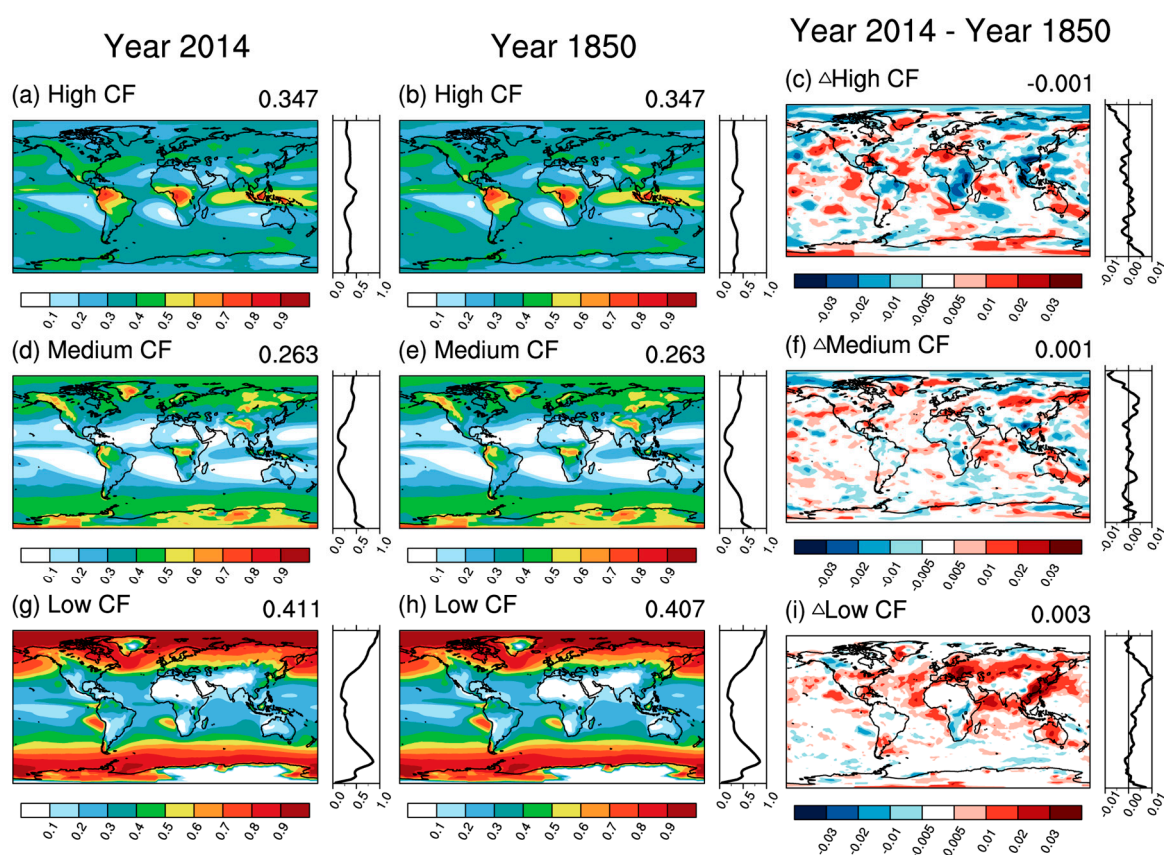 Year 2014
Year 1850
Year 2014 - Year 1850
(a) High CF 0.347
(b) High CF 0.347
(c) △High CF -0.001
0.0 0.5 1.0
0.0 0.5 1.0
-0.01 0.00 0.01
0.1 0.2 0.3 0.4 0.5 0.6 0.7 0.8 0.9
0.1 0.2 0.3 0.4 0.5 0.6 0.7 0.8 0.9
-0.03 -0.02 -0.01 -0.005 0.005 0.01 0.02 0.03
(d) Medium CF 0.263
(e) Medium CF 0.263
(f) △Medium CF 0.001
0.0 0.5 1.0
0.0 0.5 1.0
-0.01 0.00 0.01
0.1 0.2 0.3 0.4 0.5 0.6 0.7 0.8 0.9
0.1 0.2 0.3 0.4 0.5 0.6 0.7 0.8 0.9
-0.03 -0.02 -0.01 -0.005 0.005 0.01 0.02 0.03
(g) Low CF 0.411
(h) Low CF 0.407
(i) △Low CF 0.003
0.0 0.5 1.0
0.0 0.5 1.0
-0.01 0.00 0.01
0.1 0.2 0.3 0.4 0.5 0.6 0.7 0.8 0.9
0.1 0.2 0.3 0.4 0.5 0.6 0.7 0.8 0.9
-0.03 -0.02 -0.01 -0.005 0.005 0.01 0.02 0.03